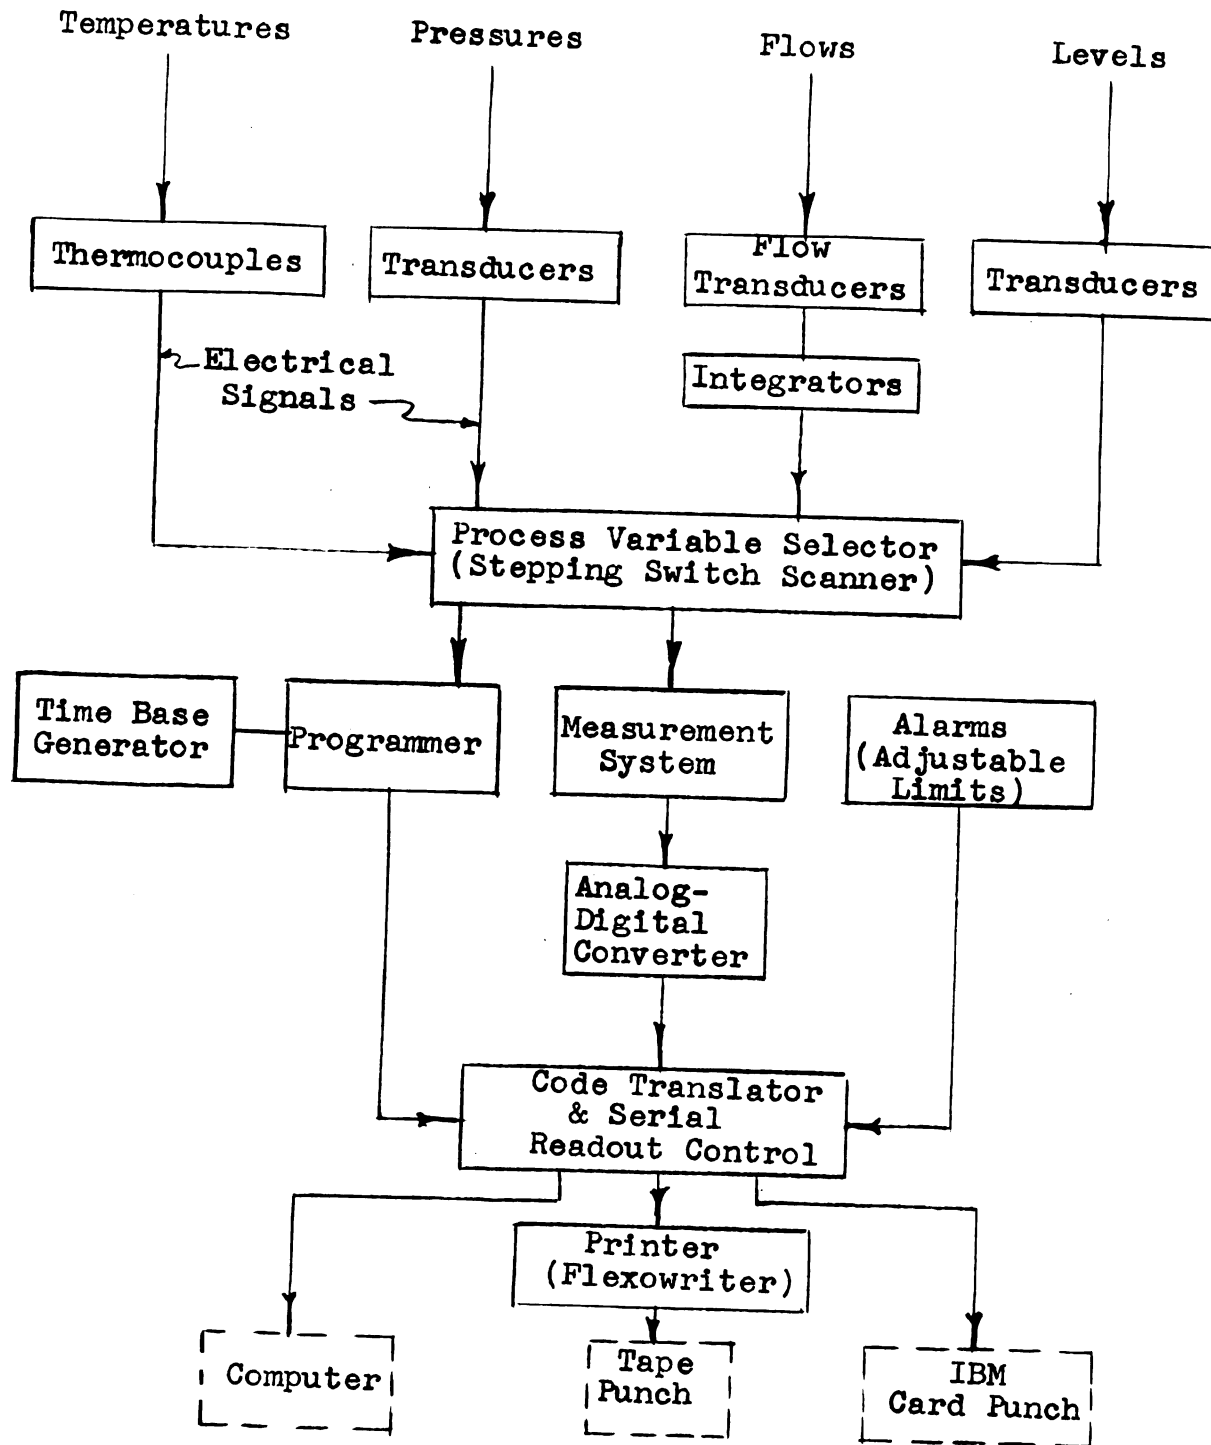 Temperatures
Pressures
Flows
Levels
Thermocouples
Transducers
Flow
Transducers
Transducers
Electrical
Signals
Integrators
Process Variable Selector
(Stepping Switch Scanner)
Time Base
Generator
Programmer
Measurement
System
Alarms
(Adjustable
Limits)
Analog-
Digital
Converter
Code Translator
& Serial
Readout Control
Printer
(Flexowriter)
Computer
Tape
Punch
IBM
Card Punch